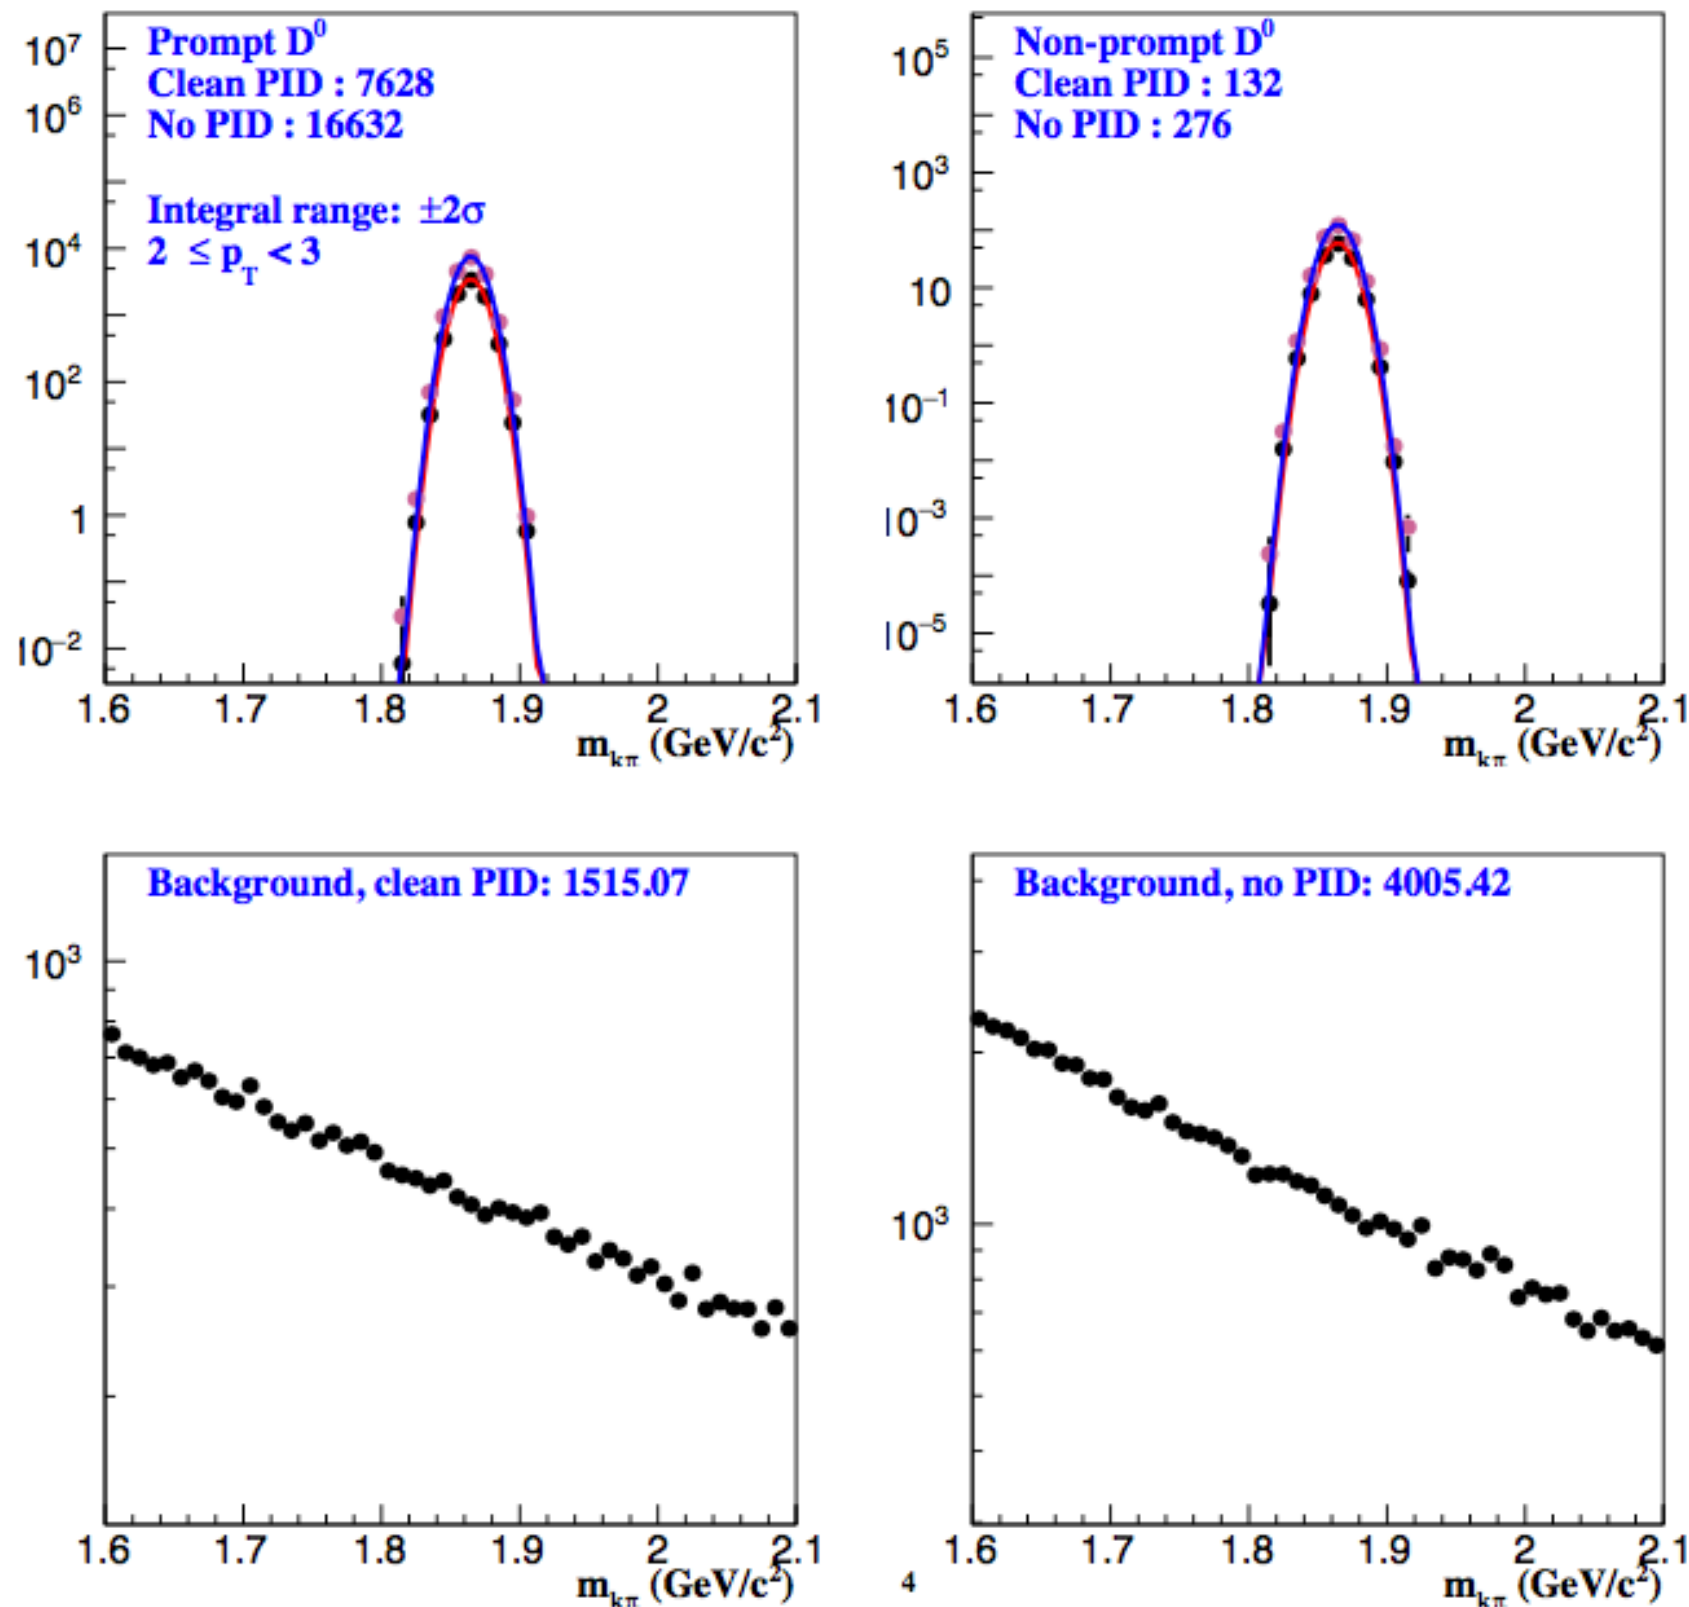 Prompt D⁰
Clean PID : 7628
No PID : 16632
Integral range: ±2σ
2 ≤ p_T < 3
10⁷
10⁶
10⁴
10²
1
10⁻²
1.6 1.7 1.8 1.9 2 2.1
m_kπ (GeV/c²)
Non-prompt D⁰
Clean PID : 132
No PID : 276
10⁵
10³
10
10⁻¹
10⁻³
10⁻⁵
1.6 1.7 1.8 1.9 2 2.1
m_kπ (GeV/c²)
Background, clean PID: 1515.07
10³
1.6 1.7 1.8 1.9 2 2.1
m_kπ (GeV/c²)
Background, no PID: 4005.42
10³
1.6 1.7 1.8 1.9 2 2.1
m_kπ (GeV/c²)
4